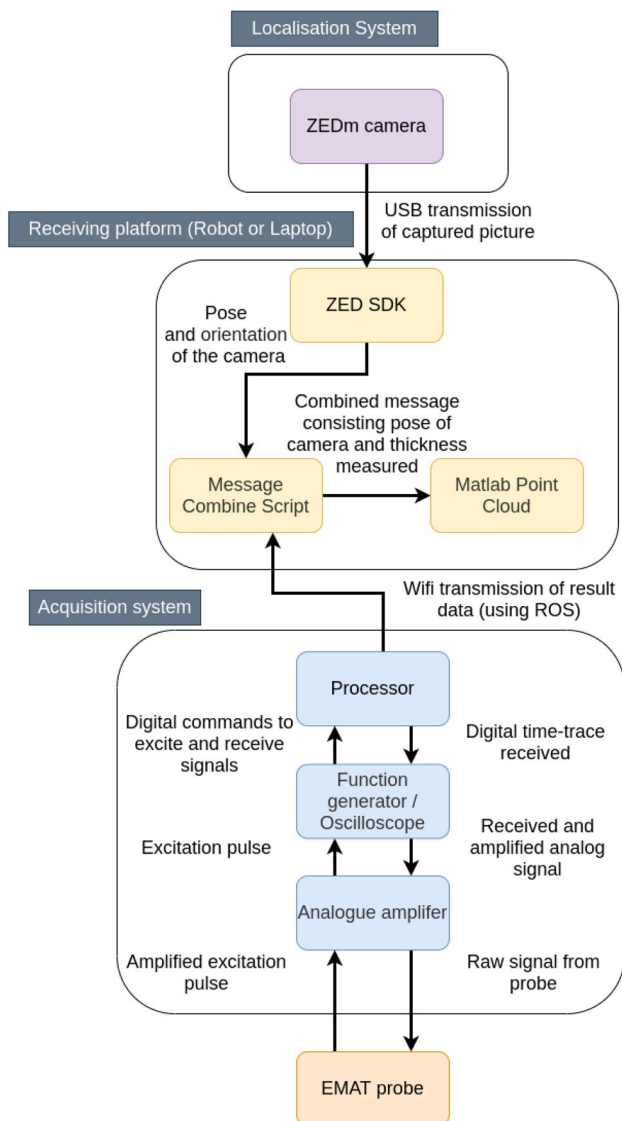 Localisation System
ZEDm camera
USB transmission
of captured picture
Receiving platform (Robot or Laptop)
ZED SDK
Pose
and orientation
of the camera
Combined message
consisting pose of
camera and thickness
measured
Message
Combine Script
Matlab Point
Cloud
Wifi transmission of result
data (using ROS)
Acquisition system
Processor
Digital commands to
excite and receive
signals
Digital time-trace
received
Function
generator /
Oscilloscope
Excitation pulse
Received and
amplified analog
signal
Analogue amplifer
Amplified excitation
pulse
Raw signal from
probe
EMAT probe